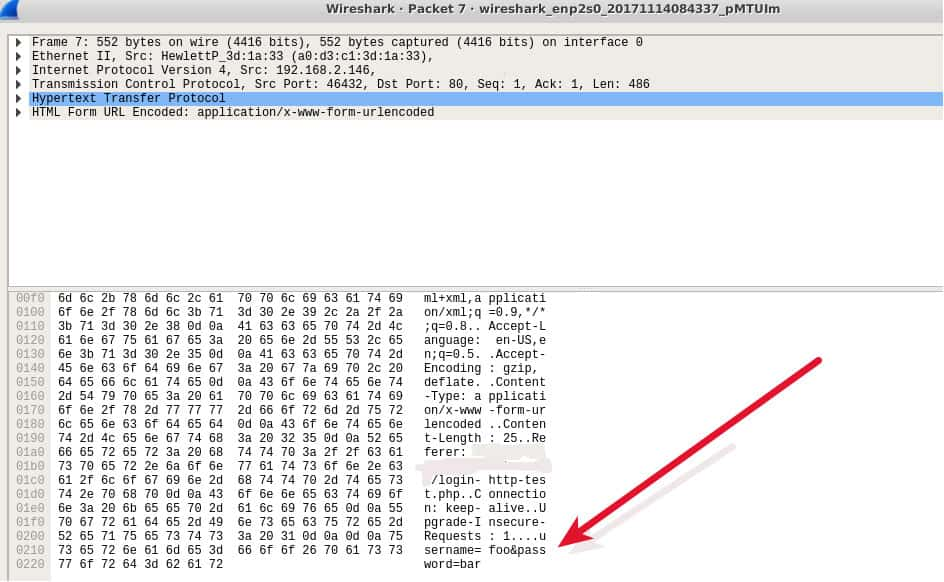 Wireshark · Packet 7 · wireshark_enp2s0_20171114084337_pMTUIm
Frame 7: 552 bytes on wire (4416 bits), 552 bytes captured (4416 bits) on interface 0
Ethernet II, Src: HewlettP_3d:1a:33 (a0:d3:c1:3d:1a:33),
Internet Protocol Version 4, Src: 192.168.2.146,
Transmission Control Protocol, Src Port: 46432, Dst Port: 80, Seq: 1, Ack: 1, Len: 486
Hypertext Transfer Protocol
HTML Form URL Encoded: application/x-www-form-urlencoded
00f0 6d 6c 2b 78 6d 6c 2c 61 70 70 6c 69 63 61 74 69 ml+xml,a pplicati
0100 6f 6e 2f 78 6d 6c 3b 71 3d 30 2e 39 2c 2a 2f 2a on/xml;q =0.9,*/*
0110 3b 71 3d 30 2e 38 0d 0a 41 63 63 65 70 74 2d 4c ;q=0.8.. Accept-L
0120 61 6e 67 75 61 67 65 3a 20 65 6e 2d 55 53 2c 65 anguage: en-US,e
0130 6e 3b 71 3d 30 2e 35 0d 0a 41 63 63 65 70 74 2d n;q=0.5. .Accept-
0140 45 6e 63 6f 64 69 6e 67 3a 20 67 7a 69 70 2c 20 Encoding : gzip,
0150 64 65 66 6c 61 74 65 0d 0a 43 6f 6e 74 65 6e 74 deflate. .Content
0160 2d 54 79 70 65 3a 20 61 70 70 6c 69 63 61 74 69 -Type: a pplicati
0170 6f 6e 2f 78 2d 77 77 77 2d 66 6f 72 6d 2d 75 72 on/x-www -form-ur
0180 6c 65 6e 63 6f 64 65 64 0d 0a 43 6f 6e 74 65 6e lencoded ..Conten
0190 74 2d 4c 65 6e 67 74 68 3a 20 32 35 0d 0a 52 65 t-Length : 25..Re
01a0 66 65 72 65 72 3a 20 68 74 74 70 3a 2f 2f 63 61 ferer:
01b0 73 70 65 72 2e 6a 6f 6e 77 61 74 73 6f 6e 2e 63
01c0 61 2f 6c 6f 67 69 6e 2d 68 74 74 70 2d 74 65 73 /login- http-tes
01d0 74 2e 70 68 70 0d 0a 43 6f 6e 6e 65 63 74 69 6f t.php..C onnectio
01e0 6e 3a 20 6b 65 65 70 2d 61 6c 69 76 65 0d 0a 55 n: keep- alive..U
01f0 70 67 72 61 64 65 2d 49 6e 73 65 63 75 72 65 2d pgrade-I nsecure-
0200 52 65 71 75 65 73 74 73 3a 20 31 0d 0a 0d 0a 75 Requests : 1....u
0210 73 65 72 6e 61 6d 65 3d 66 6f 6f 26 70 61 73 73 sername= foo&pass
0220 77 6f 72 64 3d 62 61 72 word=bar